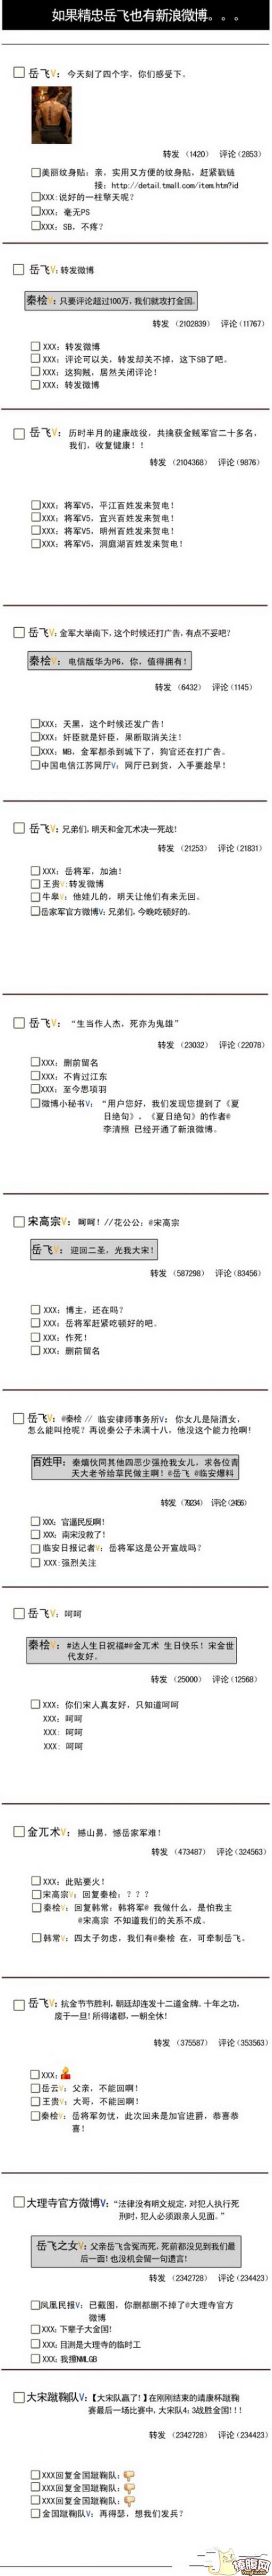 如果精忠岳飞也有新浪微博。。。
岳飞V：今天刻了四个字，你们感受下。
转发（1420） 评论（2853）
美丽纹身贴：亲，实用又方便的纹身贴，赶紧戳链
接：http://detail.tmall.com/item.htm?id
XXX：说好的一柱擎天呢？
XXX：毫无PS
XXX：SB，不疼？
岳飞V：转发微博
秦桧V：只要评论超过100万，我们就攻打金国。
转发（2102839） 评论（11767）
XXX：转发微博
XXX：评论可以关，转发却关不掉，这下SB了吧。
XXX：这狗贼，居然关闭评论！
XXX：转发微博
岳飞V：历时半月的建康战役，共擒获金贼军官二十多名，
我们，收复健康！！
转发（2104368） 评论（9876）
XXX：将军V5，平江百姓发来贺电！
XXX：将军V5，宜兴百姓发来贺电！
XXX：将军V5，明州百姓发来贺电！
XXX：将军V5，洞庭湖百姓发来贺电！
岳飞V：金军大举南下，这个时候还打广告，有点不妥吧？
秦桧V：电信版华为P6，你，值得拥有！
转发（6432） 评论（1145）
XXX：天黑，这个时候还发广告！
XXX：奸臣就是奸臣，果断取消关注！
XXX：MB，金军都杀到城下了，狗官还在打广告。
中国电信江苏网厅V：网厅已到货，入手要趁早！
岳飞V：兄弟们，明天和金兀术决一死战！
转发（21253） 评论（21831）
XXX：岳将军，加油！
王贵V：转发微博
牛皋V：他娃儿的，明天让他们有来无回。
岳家军官方微博V：兄弟们，今晚吃顿好的。
岳飞V：“生当作人杰，死亦为鬼雄”
转发（23032） 评论（22078）
XXX：删前留名
XXX：不肯过江东
XXX：至今思项羽
微博小秘书V：“用户您好，我们发现您提到了《夏
日绝句》，《夏日绝句》的作者@
李清照 已经开通了新浪微博。
宋高宗V：呵呵！//花公公：@宋高宗
岳飞V：迎回二圣，光我大宋！
转发（587298） 评论（83456）
XXX：博主，还在吗？
XXX：岳将军赶紧吃顿好的吧。
XXX：作死！
XXX：删前留名
岳飞V：@秦桧 // 临安律师事务所V：你女儿是陪酒女，
怎么能叫抢呢？再说秦公子未满十八，他没这个能力抢啊！
百姓甲：秦熺伙同其他四恶少强抢我女儿，求各位青
天大老爷给草民做主啊！@岳飞 @临安爆料
转发（79234） 评论（2456）
XXX：官逼民反啊！
XXX：南宋没救了！
临安日报记者V：岳将军这是公开宣战吗？
XXX：强烈关注
岳飞V：呵呵
秦桧V：#达人生日祝福#@金兀术 生日快乐！宋金世
代友好。
转发（25000） 评论（12568）
XXX：你们宋人真友好，只知道呵呵
XXX：呵呵
XXX：呵呵
XXX：呵呵
金兀术V：撼山易，憾岳家军难！
转发（473487） 评论（324563）
XXX：此贴要火！
宋高宗V：回复秦桧：？？？
秦桧V：回复韩常：韩将军@ 我做什么，是怕我主
@宋高宗 不知道我们的关系不成。
韩常V：四太子勿虑，我们有@秦桧 在，可牵制岳飞。
岳飞V：抗金节节胜利，朝廷却连发十二道金牌。十年之功，
废于一旦！所得诸郡，一朝全休！
转发（375587） 评论（353563）
XXX：
岳云V：父亲，不能回啊！
王贵V：大哥，不能回啊！
秦桧V：岳将军勿忧，此次回来是加官进爵，恭喜恭
喜！
大理寺官方微博V：“法律没有明文规定，对犯人执行死
刑时，犯人必须跟亲人见面。”
岳飞之女V：父亲岳飞含冤而死，死前都没见到我们最
后一面！也没机会留一句遗言！
转发（2342728） 评论（234423）
凤凰民报V：已截图，你删都删不掉了@大理寺官方
微博
XXX：下辈子大金国！
XXX：目测是大理寺的临时工
XXX：我擦NMLGB
大宋蹴鞠队V：【大宋队赢了！】在刚刚结束的靖康杯蹴鞠
赛最后一场比赛中，大宋队4：3战胜金国！！！
转发（2342728） 评论（234423）
XXX回复金国蹴鞠队：
XXX回复金国蹴鞠队：
XXX回复金国蹴鞠队：
金国蹴鞠队V：再得瑟，想我们发兵？
捧腹网